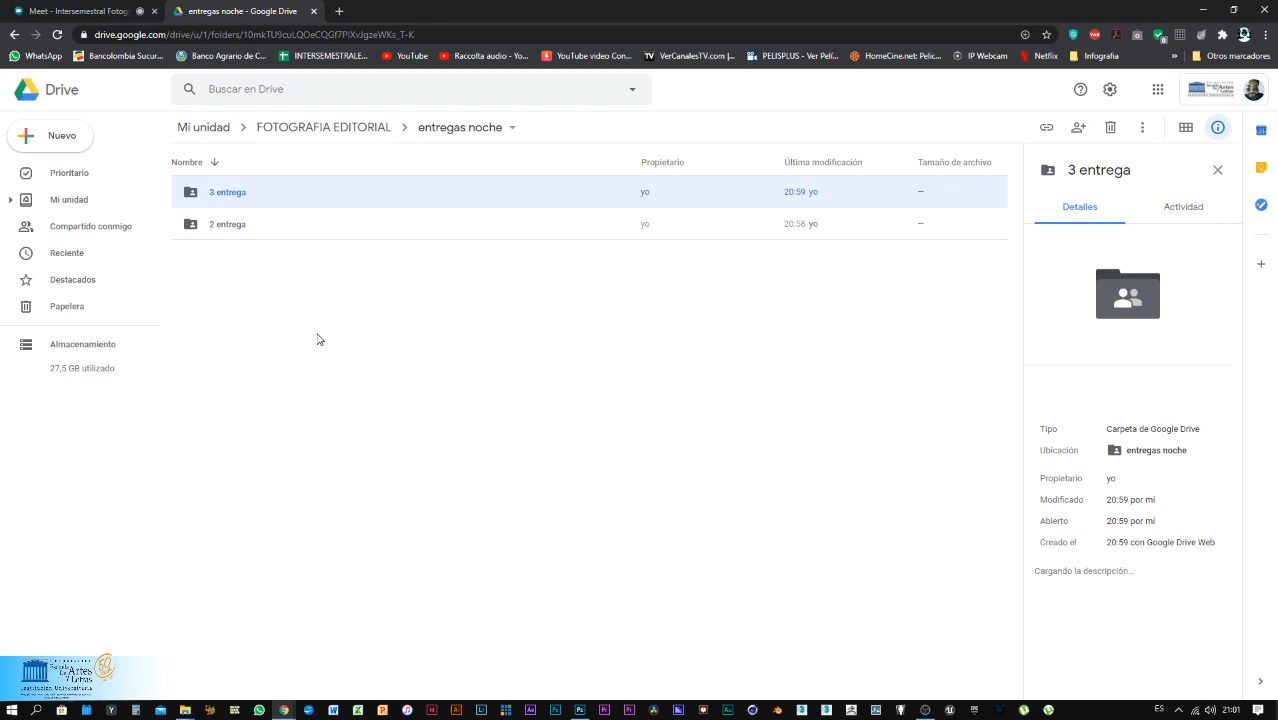 Meet - Intersemestral Fotog
entregas noche - Google Drive
drive.google.com/drive/u/1/folders/10mkTU9cuLQOeCQGf7PIXvJgzeWKs_T-K
WhatsApp
Bancolombia Sucur...
Banco Agrario de C...
INTERSEMESTRALE...
YouTube
Raccolta audio - Yo...
YouTube
VerCanalesTV.com |...
PELISPLUS - Ver Peli...
HomeCine.net: Pelic...
IP Webcam
Netflix
Infografia
»
Otros marcadores
Drive
Buscar en Drive
Nuevo
Mi unidad
FOTOGRAFIA EDITORIAL
entregas noche
Prioritario
Mi unidad
Compartido conmigo
Reciente
Destacados
Papelera
Almacenamiento
27,5 GB utilizado
Nombre
Propietario
Última modificación
Tamaño de archivo
3 entrega
yo
20:59 yo
—
2 entrega
yo
20:58 yo
—
3 entrega
Detalles
Actividad
Tipo
Carpeta de Google Drive
Ubicación
entregas noche
Propietario
yo
Modificado
20:59 por mí
Abierto
20:59 por mí
Creado el
20:59 con Google Drive Web
Cargando la descripción...
ES
21:01